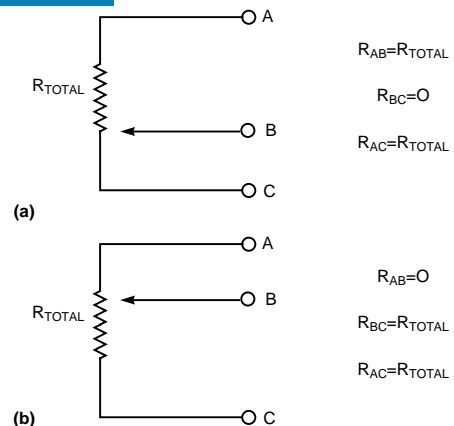 A
R_AB=R_TOTAL
R_TOTAL
R_BC=O
B
R_AC=R_TOTAL
C
(a)
A
R_AB=O
B
R_TOTAL
R_BC=R_TOTAL
R_AC=R_TOTAL
(b)
C